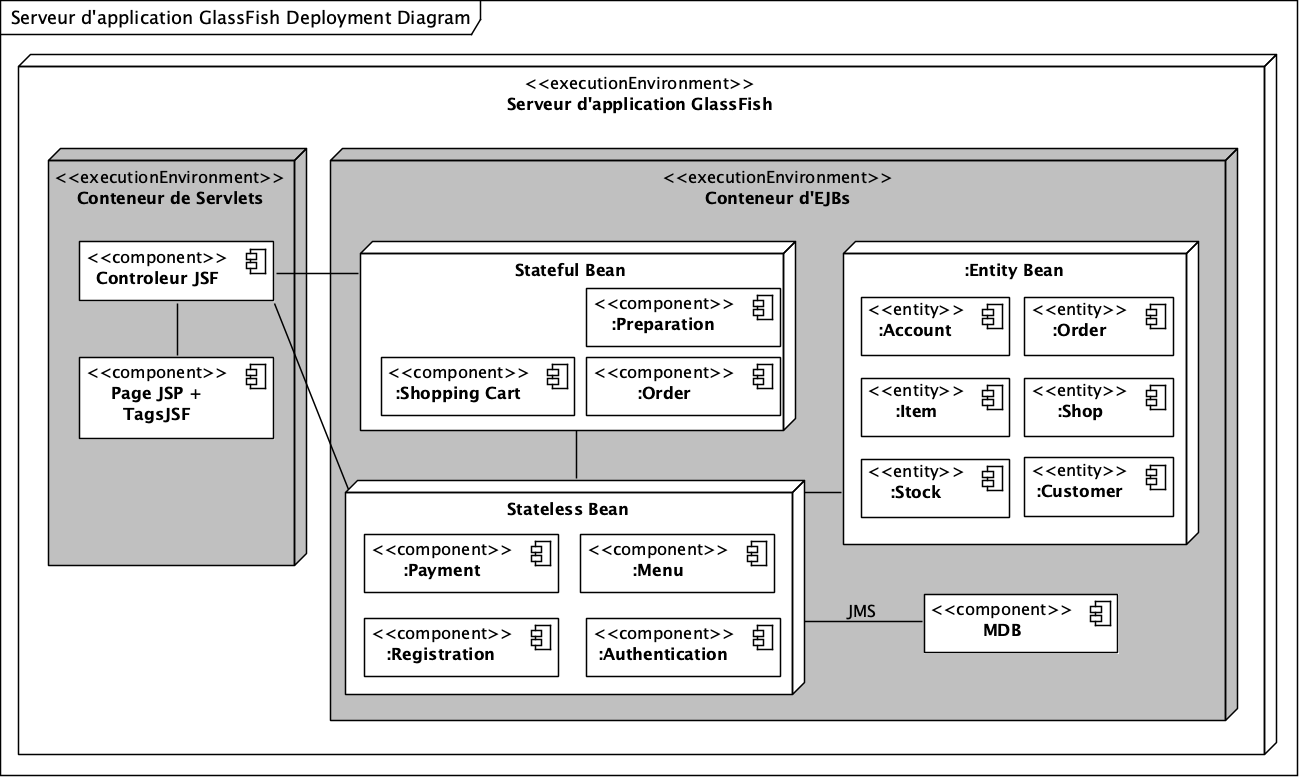 Serveur d'application GlassFish Deployment Diagram
<<executionEnvironment>>
Serveur d'application GlassFish
<<executionEnvironment>>
Conteneur de Servlets
<<component>>
Controleur JSF
<<component>>
Page JSP +
TagsJSF
<<executionEnvironment>>
Conteneur d'EJBs
Stateful Bean
<<component>>
:Preparation
<<component>>
:Shopping Cart
<<component>>
:Order
:Entity Bean
<<entity>>
:Account
<<entity>>
:Order
<<entity>>
:Item
<<entity>>
:Shop
<<entity>>
:Stock
<<entity>>
:Customer
Stateless Bean
<<component>>
:Payment
<<component>>
:Menu
<<component>>
:Registration
<<component>>
:Authentication
JMS
<<component>>
MDB